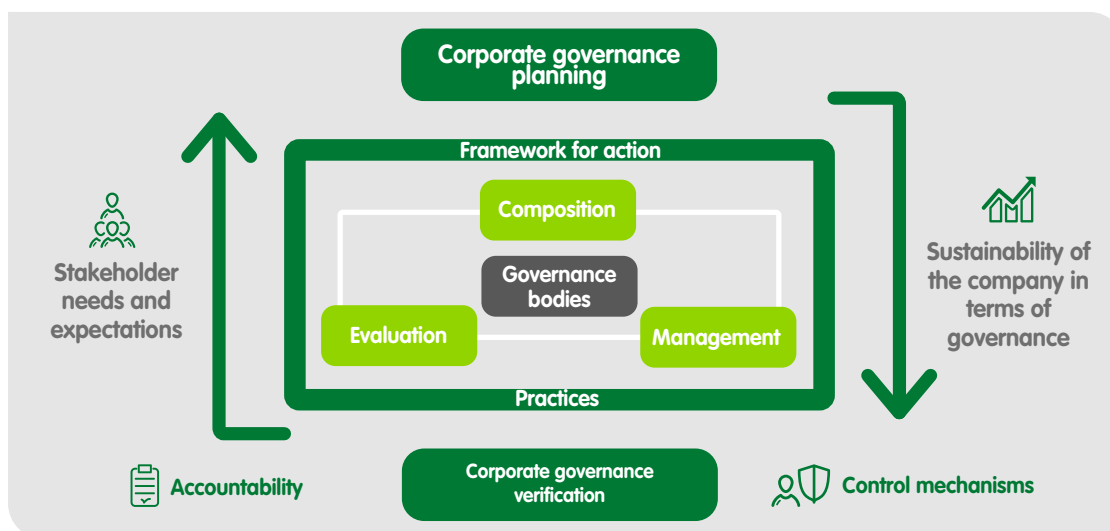 Corporate governance
planning
Framework for action
Composition
Governance
bodies
Evaluation
Management
Practices
Stakeholder
needs and
expectations
Sustainability of
the company in
terms of
governance
Accountability
Corporate governance
verification
Control mechanisms